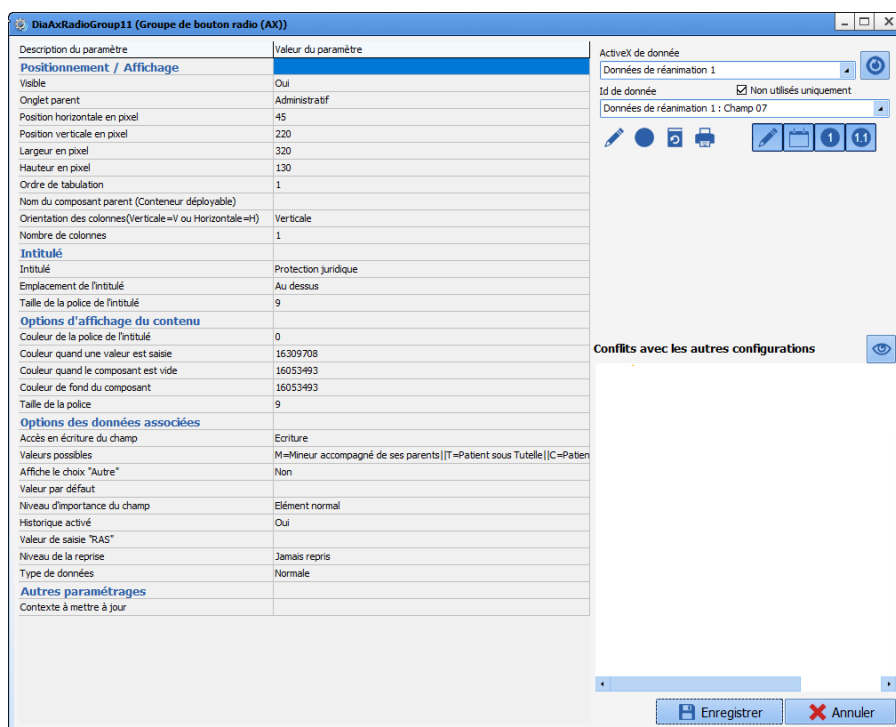 DiaAxRadioGroup11 (Groupe de bouton radio (AX))
Description du paramètre Valeur du paramètre
Positionnement / Affichage
Visible Oui
Onglet parent Administratif
Position horizontale en pixel 45
Position verticale en pixel 220
Largeur en pixel 320
Hauteur en pixel 130
Ordre de tabulation 1
Nom du composant parent (Conteneur déployable)
Orientation des colonnes(Verticale=V ou Horizontale=H) Verticale
Nombre de colonnes 1
Intitulé
Intitulé Protection juridique
Emplacement de l'intitulé Au dessus
Taille de la police de l'intitulé 9
Options d'affichage du contenu
Couleur de la police de l'intitulé 0
Couleur quand une valeur est saisie 16309708
Couleur quand le composant est vide 16053493
Couleur de fond du composant 16053493
Taille de la police 9
Options des données associées
Accès en écriture du champ Ecriture
Valeurs possibles M=Mineur accompagné de ses parents||T=Patient sous Tutelle||C=Patien
Affiche le choix "Autre" Non
Valeur par défaut
Niveau d'importance du champ Elément normal
Historique activé Oui
Valeur de saisie "RAS"
Niveau de la reprise Jamais repris
Type de données Normale
Autres paramétrages
Contexte à mettre à jour
ActiveX de donnée
Données de réanimation 1
Id de donnée Non utilisés uniquement
Données de réanimation 1 : Champ 07
1 1.1
Conflits avec les autres configurations
Enregistrer Annuler